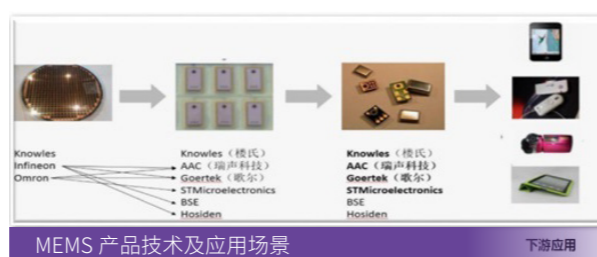 Knowles
Infineon
Omron
Knowles（楼氏）
AAC（瑞声科技）
Goertek（歌尔）
STMicroelectronics
BSE
Hosiden
Knowles（楼氏）
AAC（瑞声科技）
Goertek（歌尔）
STMicroelectronics
BSE
Hosiden
MEMS 产品技术及应用场景
下游应用